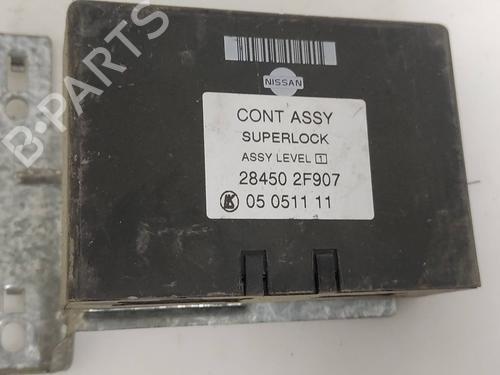 NISSAN
CONT ASSY
SUPERLOCK
ASSY LEVEL 1
28450 2F907
05 0511 11
B-PARTS